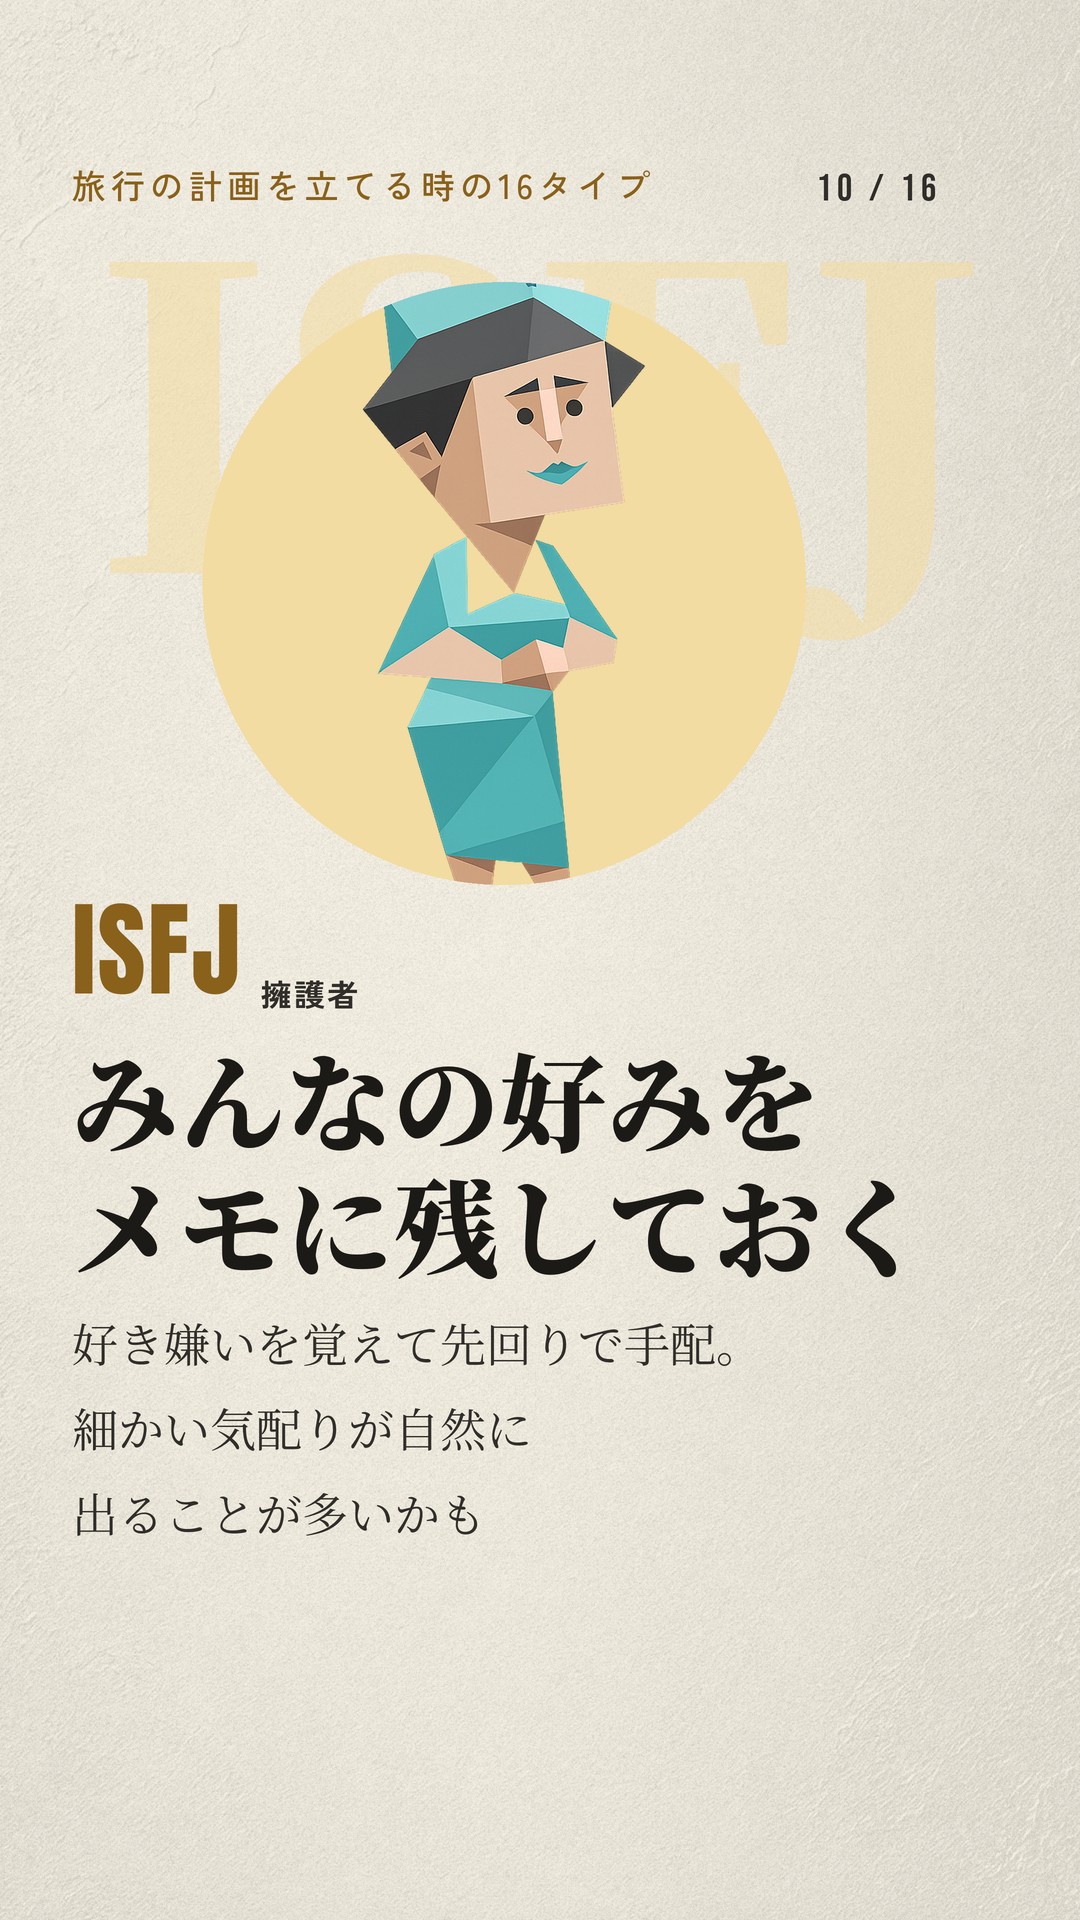 旅行の計画を立てる時の16タイプ
10 / 16
ISFJ
ISFJ
擁護者
みんなの好みを
メモに残しておく
好き嫌いを覚えて先回りで手配。
細かい気配りが自然に
出ることが多いかも